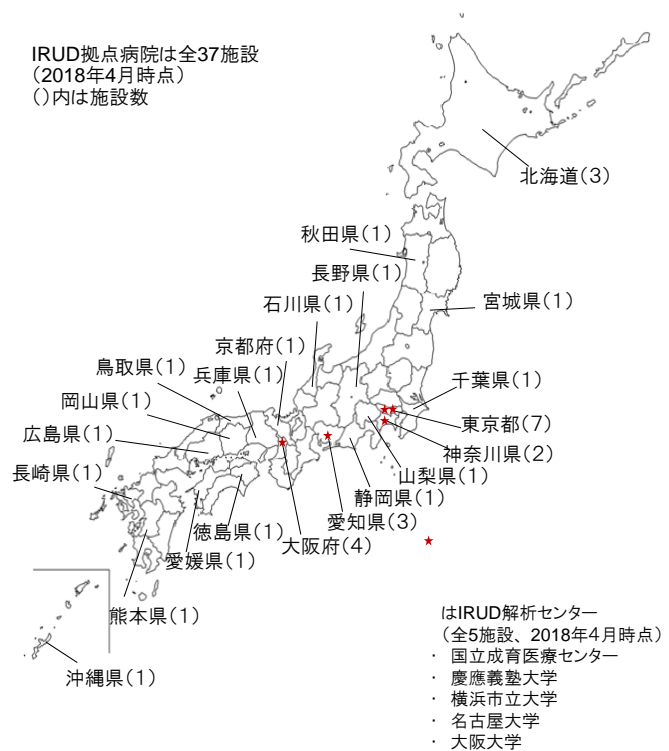 IRUD拠点病院は全37施設
（2018年4月時点）
（）内は施設数
北海道（3）
秋田県（1）
長野県（1）
石川県（1）
宮城県（1）
京都府（1）
鳥取県（1）
兵庫県（1）
千葉県（1）
岡山県（1）
東京都（7）
広島県（1）
神奈川県（2）
長崎県（1）
山梨県（1）
静岡県（1）
愛知県（3）
徳島県（1）
大阪府（4）
愛媛県（1）
熊本県（1）
沖縄県（1）
はIRUD解析センター
（全5施設、2018年4月時点）
・ 国立成育医療センター
・ 慶應義塾大学
・ 横浜市立大学
・ 名古屋大学
・ 大阪大学